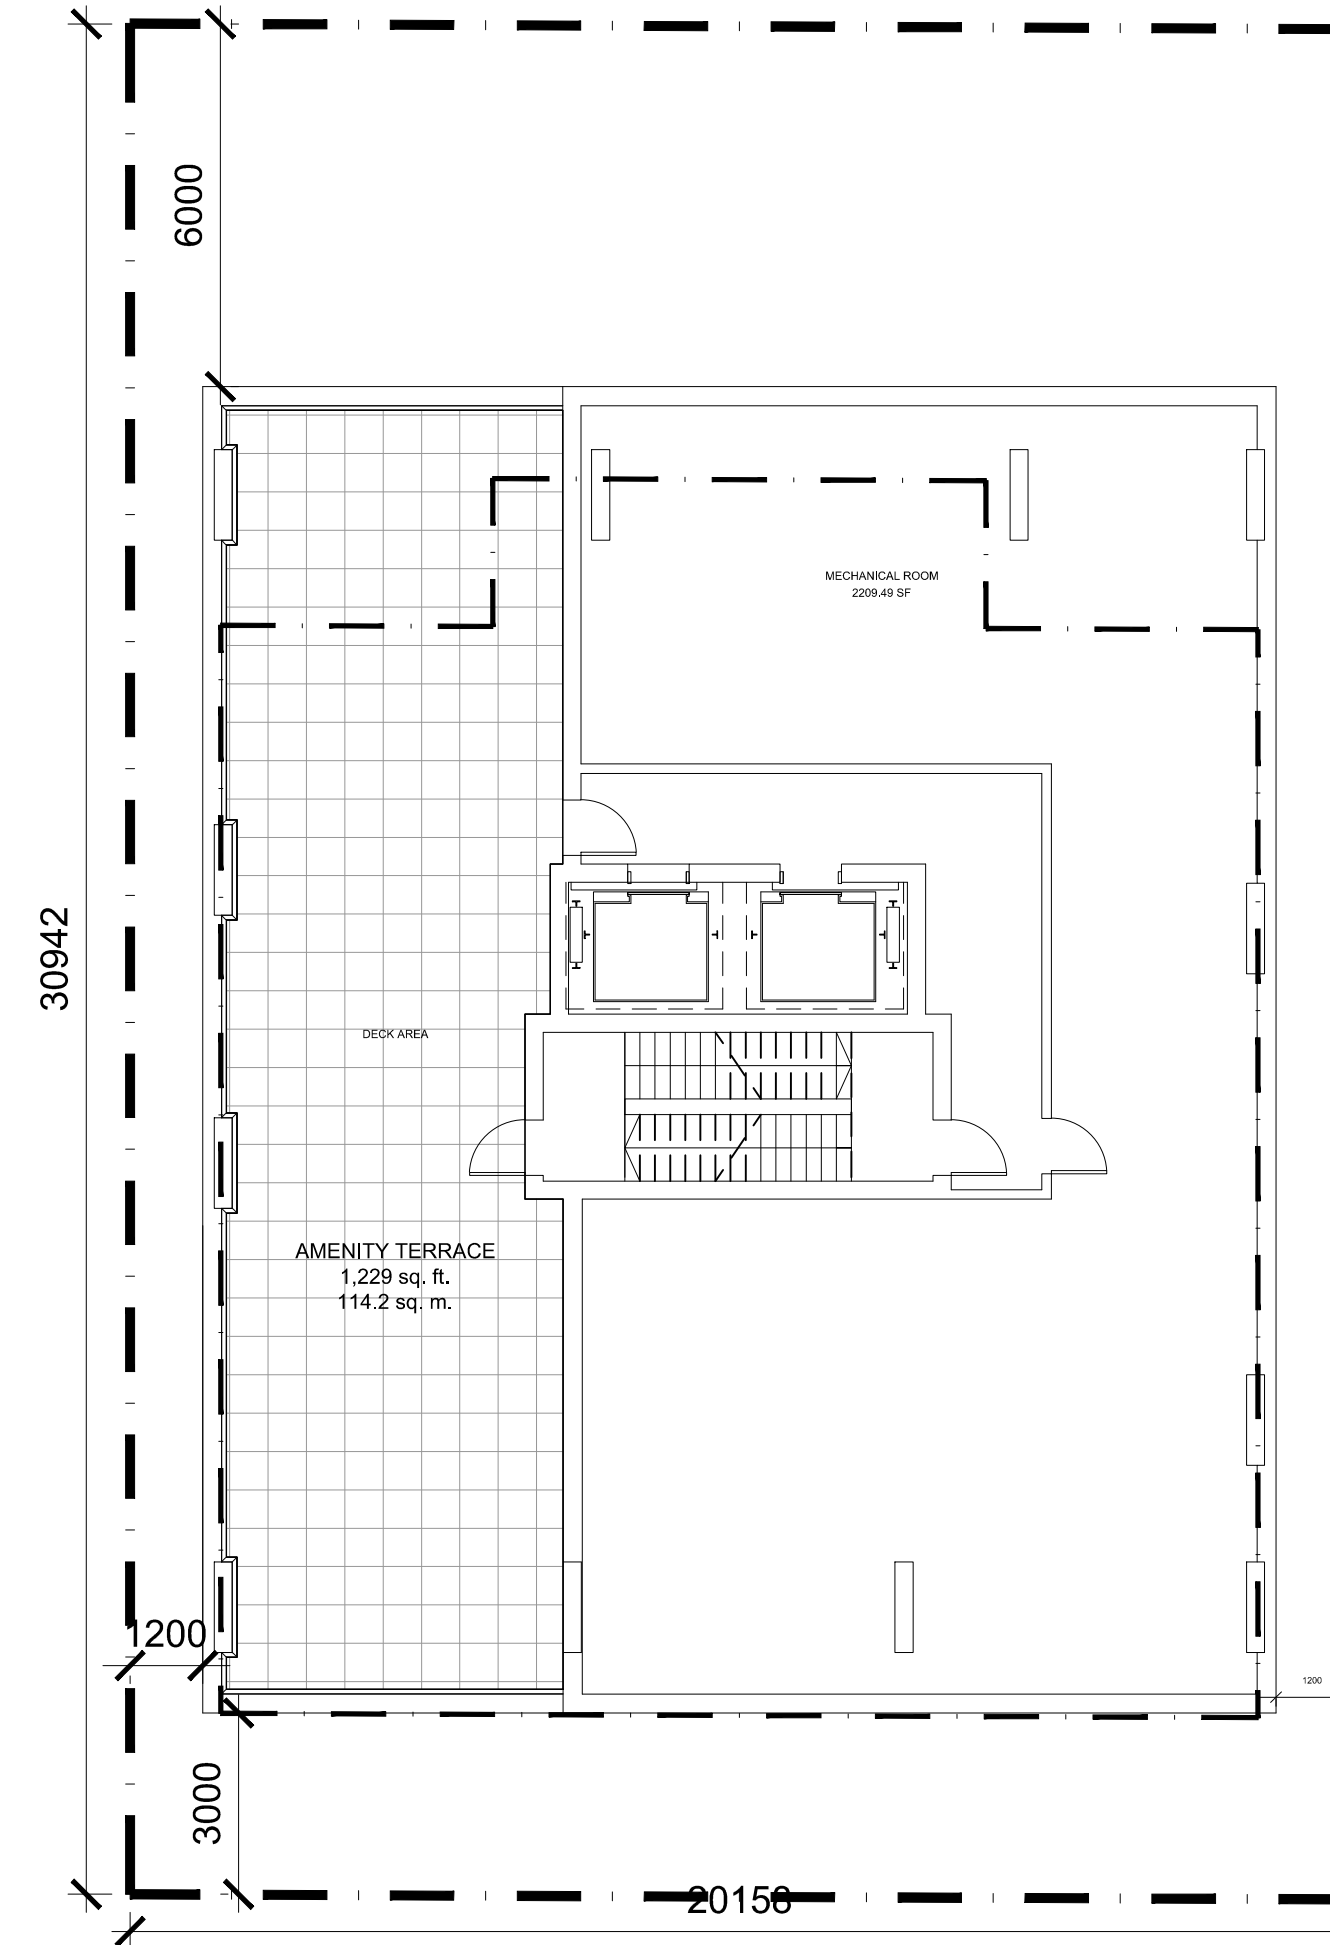 6000
MECHANICAL ROOM
2209.49 SF
30942
DECK AREA
AMENITY TERRACE
1,229 sq. ft.
114.2 sq. m.
1200
1200
3000
20158